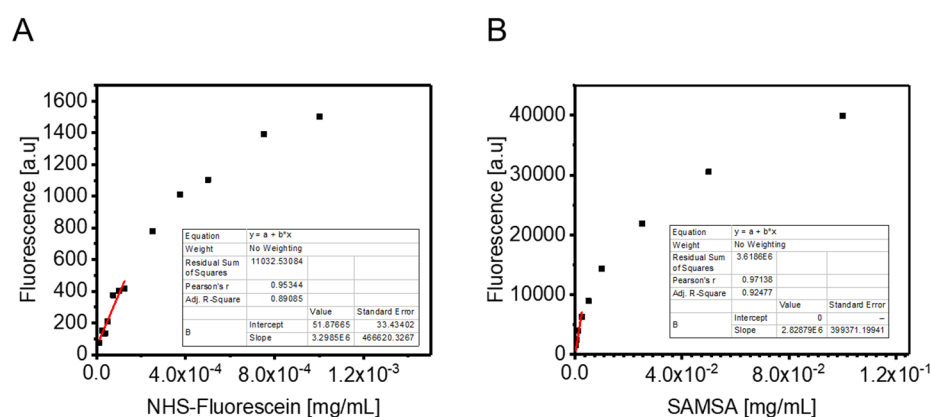 A
B
1600
1400
1200
1000
800
600
400
200
0
Fluorescence [a.u]
0.0
4.0x10-4
8.0x10-4
1.2x10-3
NHS-Fluorescein [mg/mL]
Equation y = a + b*x
Weight No Weighting
Residual Sum of Squares 11032.53084
Pearson's r 0.95344
Adj. R-Square 0.89085
Value Standard Error
B Intercept 51.87665 33.43402
Slope 3.2985E6 466620.3267
40000
30000
20000
10000
0
Fluorescence [a.u]
0.0
4.0x10-2
8.0x10-2
1.2x10-1
SAMSA [mg/mL]
Equation y = a + b*x
Weight No Weighting
Residual Sum of Squares 3.6186E6
Pearson's r 0.97138
Adj. R-Square 0.92477
Value Standard Error
B Intercept 0 --
Slope 2.82879E6 399371.19941